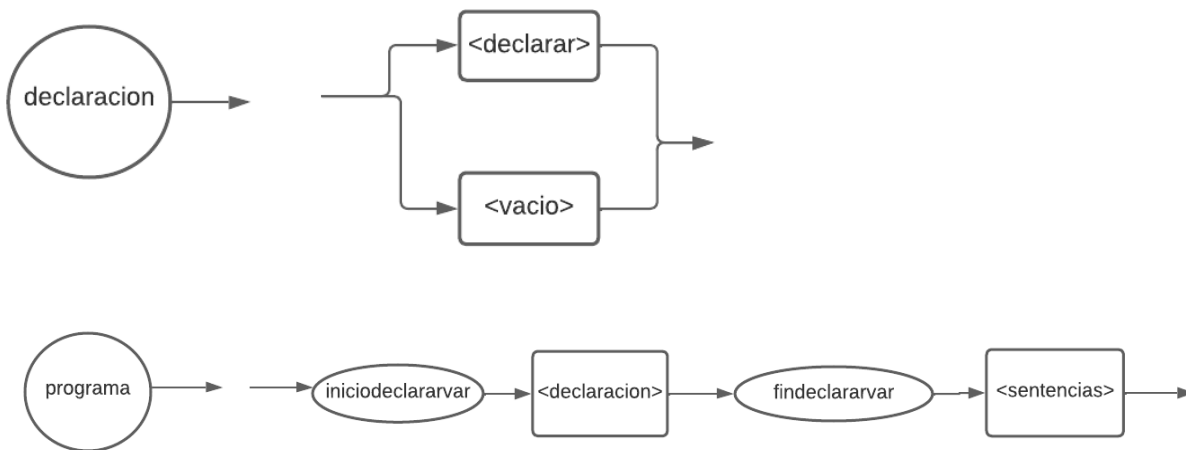 declaracion
<declarar>
<vacio>
programa
iniciodeclararvar
<declaracion>
findeclararvar
<sentencias>